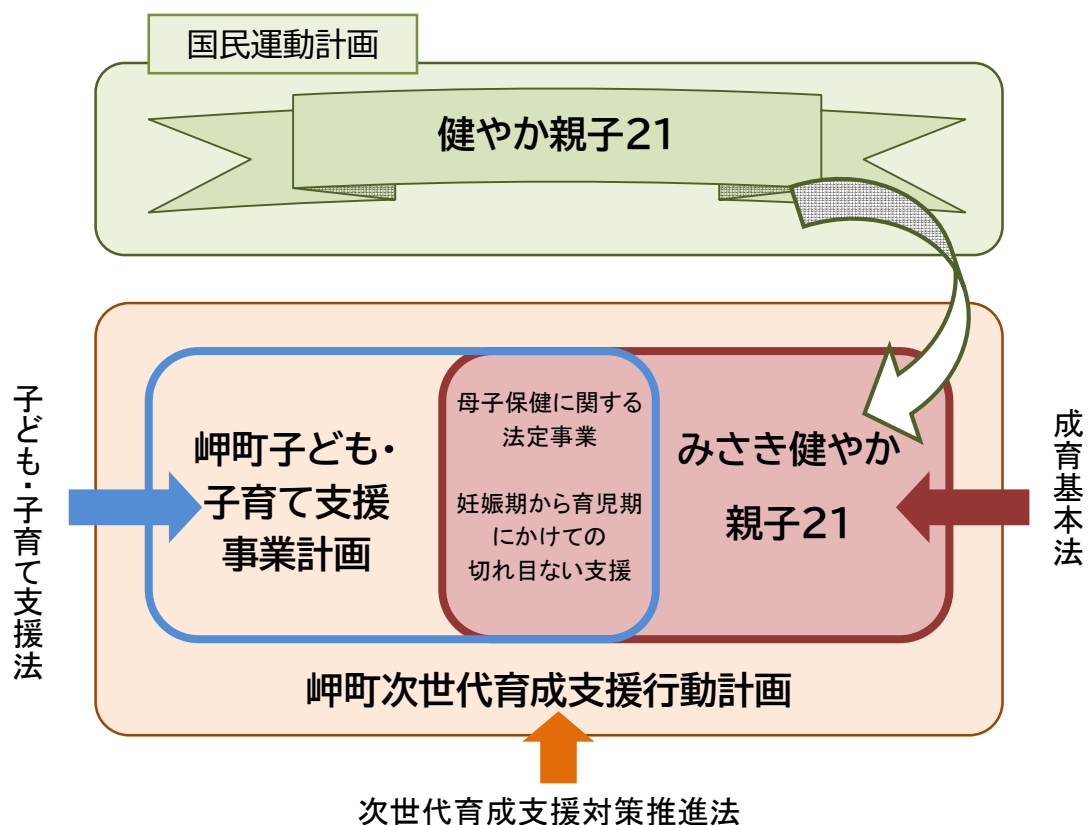 国民運動計画
健やか親子21
子ども・子育て支援法
岬町子ども・
子育て支援
事業計画
母子保健に関する
法定事業
妊娠期から育児期
にかけての
切れ目ない支援
みさき健やか
親子21
成育基本法
岬町次世代育成支援行動計画
次世代育成支援対策推進法